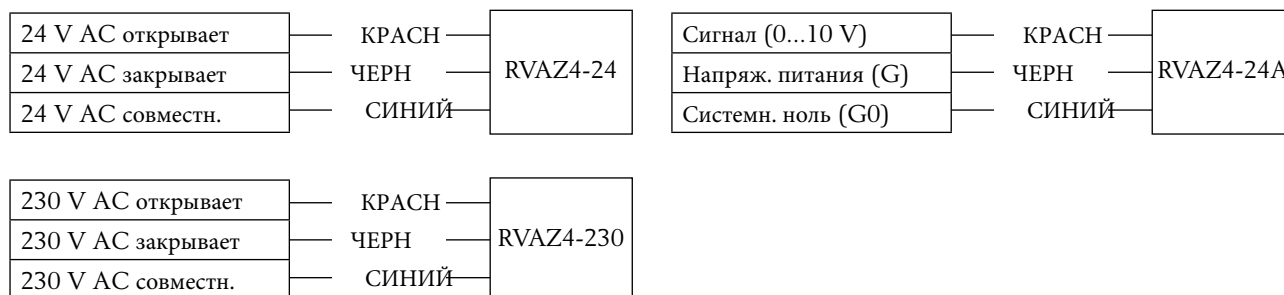 24 V AC открывает КРАСН
24 V AC закрывает ЧЕРН RVAZ4-24
24 V AC совместн. СИНИЙ
Сигнал (0...10 V) КРАСН
Напряж. питания (G) ЧЕРН RVAZ4-24A
Системн. ноль (G0) СИНИЙ
230 V AC открывает КРАСН
230 V AC закрывает ЧЕРН RVAZ4-230
230 V AC совместн. СИНИЙ